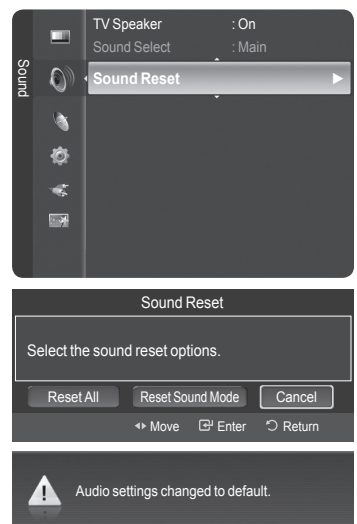 Sound
TV Speaker : On
Sound Select : Main
Sound Reset
Sound Reset
Select the sound reset options.
Reset All Reset Sound Mode Cancel
Move Enter Return
Audio settings changed to default.